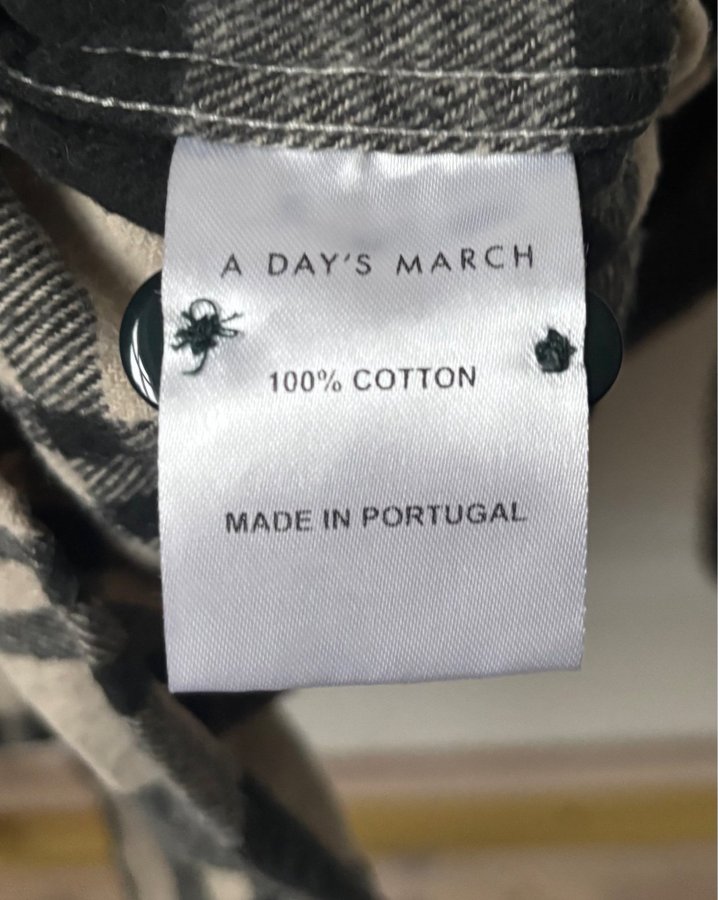 A DAY'S MARCH
100% COTTON
MADE IN PORTUGAL